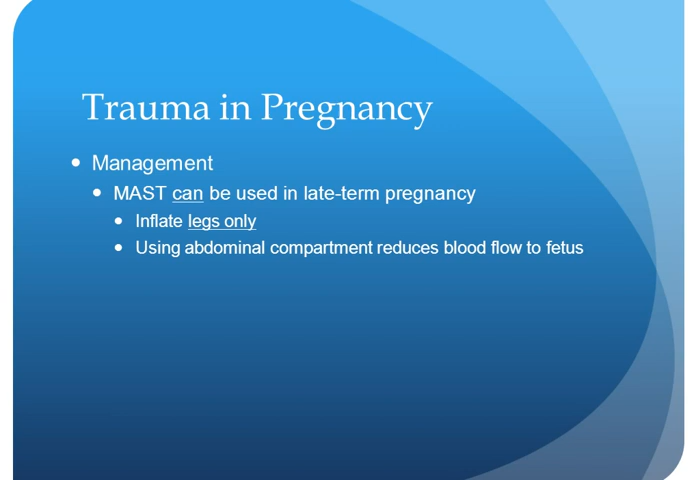 Trauma in Pregnancy
Management
MAST can be used in late-term pregnancy
Inflate legs only
Using abdominal compartment reduces blood flow to fetus